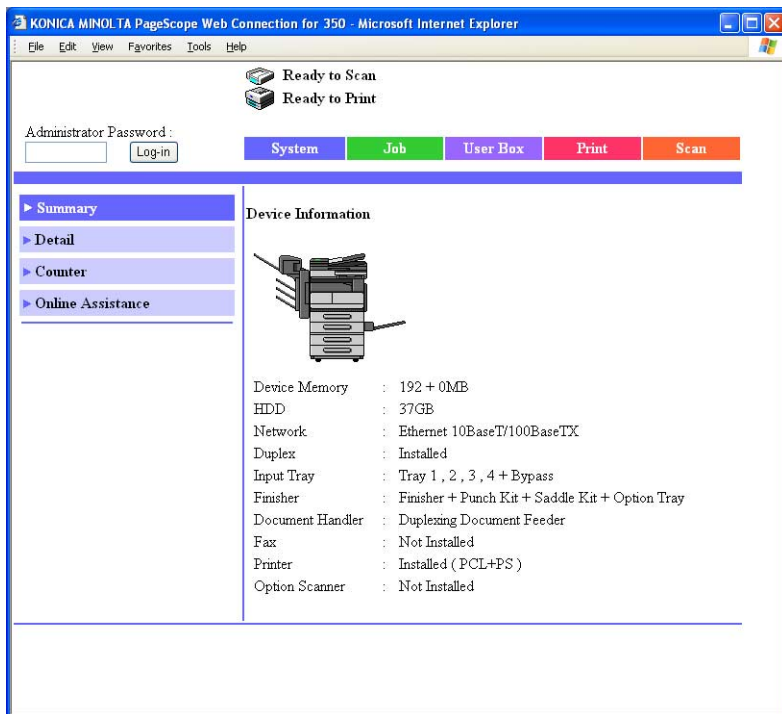 KONICA MINOLTA PageScope Web Connection for 350 - Microsoft Internet Explorer
File Edit View Favorites Tools Help
Ready to Scan
Ready to Print
Administrator Password :
Log-in
System Job User Box Print Scan
Summary
Detail
Counter
Online Assistance
Device Information
Device Memory : 192 + 0MB
HDD : 37GB
Network : Ethernet 10BaseT/100BaseTX
Duplex : Installed
Input Tray : Tray 1 , 2 , 3 , 4 + Bypass
Finisher : Finisher + Punch Kit + Saddle Kit + Option Tray
Document Handler : Duplexing Document Feeder
Fax : Not Installed
Printer : Installed ( PCL+PS )
Option Scanner : Not Installed